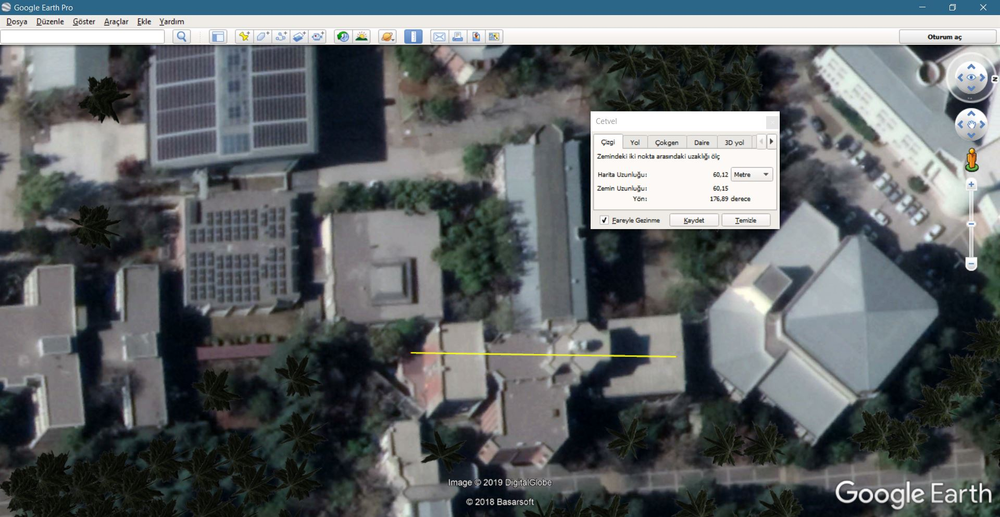 Google Earth Pro
Dosya Düzenle Göster Araçlar Ekle Yardım
Oturum aç
N
Cetvel
Çizgi Yol Çokgen Daire 3D yol
Zemindeki iki nokta arasındaki uzaklığı ölç
Harita Uzunluğu: 60,12 Metre
Zemin Uzunluğu: 60,15
Yön: 176,89 derece
Fareyle Gezinme Kaydet Temizle
Image © 2019 DigitalGlobe
© 2018 Basarsoft
Google Earth